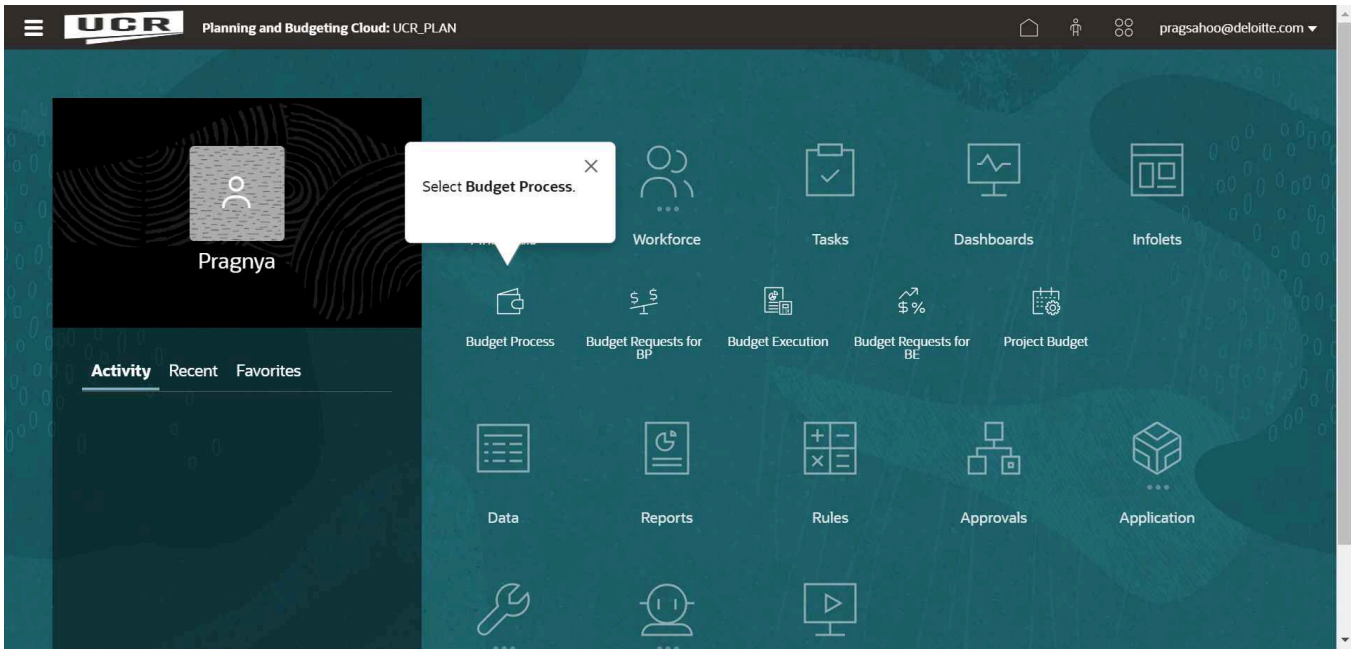 UCR
Planning and Budgeting Cloud: UCR_PLAN
pragsahoo@deloitte.com
Pragnya
Activity Recent Favorites
Select Budget Process.
Workforce
Tasks
Dashboards
Infolets
Budget Process
Budget Requests for
BP
Budget Execution
Budget Requests for
BE
Project Budget
Data
Reports
Rules
Approvals
Application